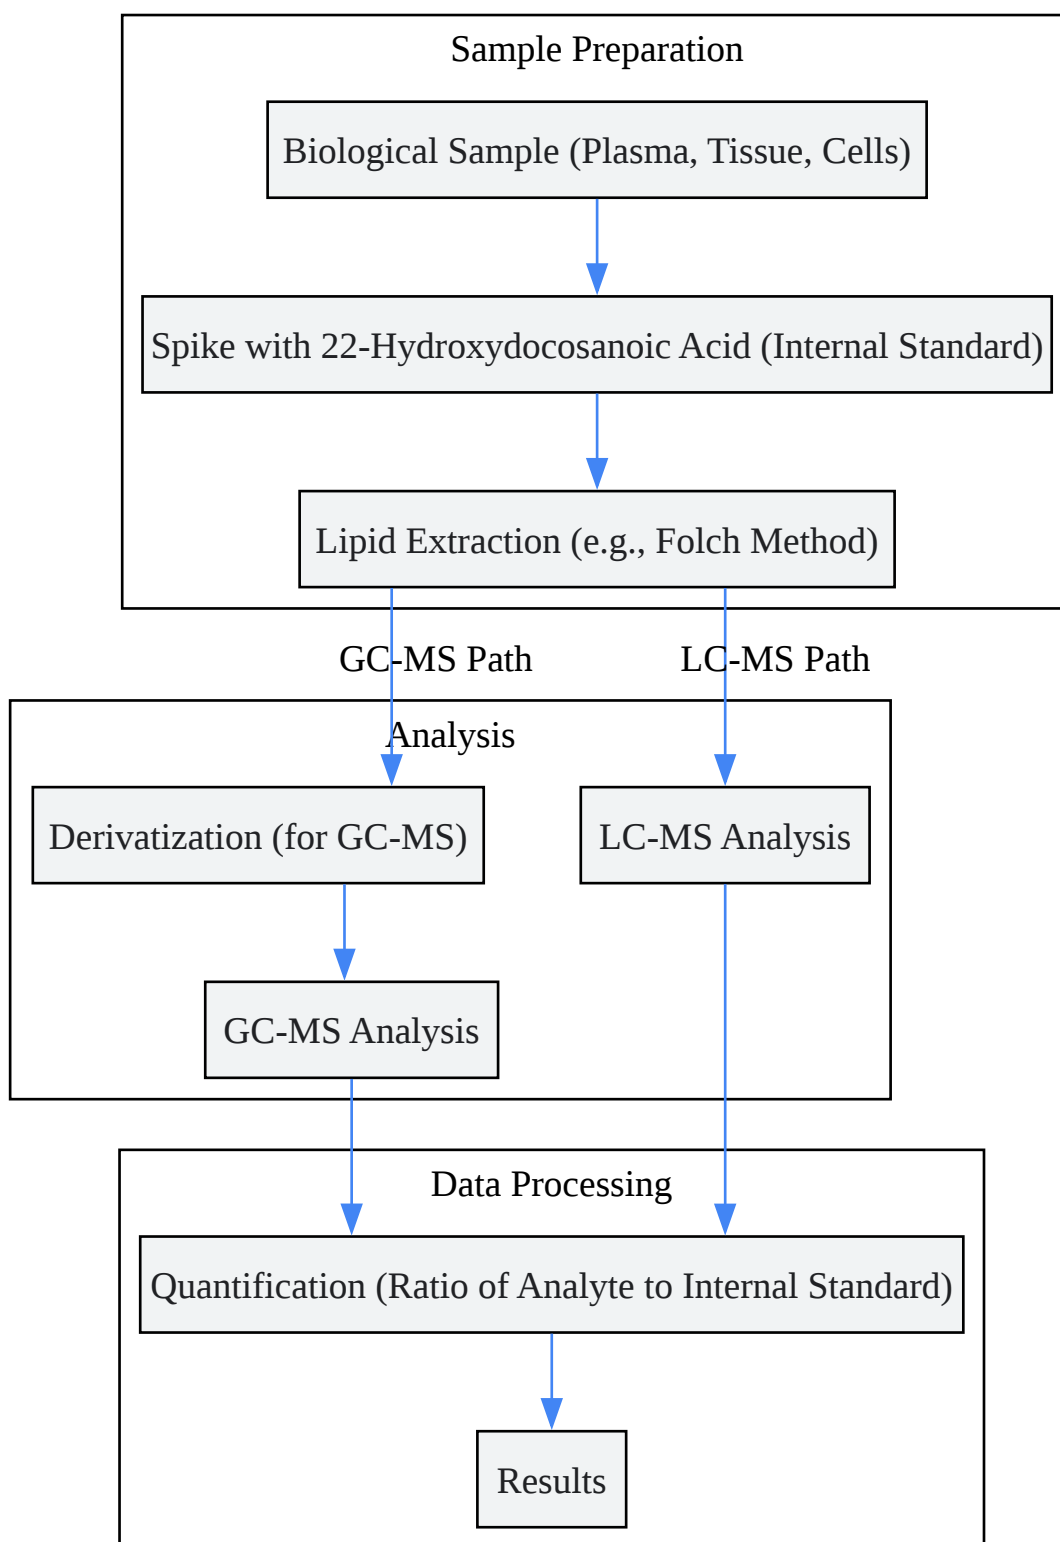 Sample Preparation
Biological Sample (Plasma, Tissue, Cells)
Spike with 22-Hydroxydocosanoic Acid (Internal Standard)
Lipid Extraction (e.g., Folch Method)
GC-MS Path
LC-MS Path
Analysis
Derivatization (for GC-MS)
LC-MS Analysis
GC-MS Analysis
Data Processing
Quantification (Ratio of Analyte to Internal Standard)
Results